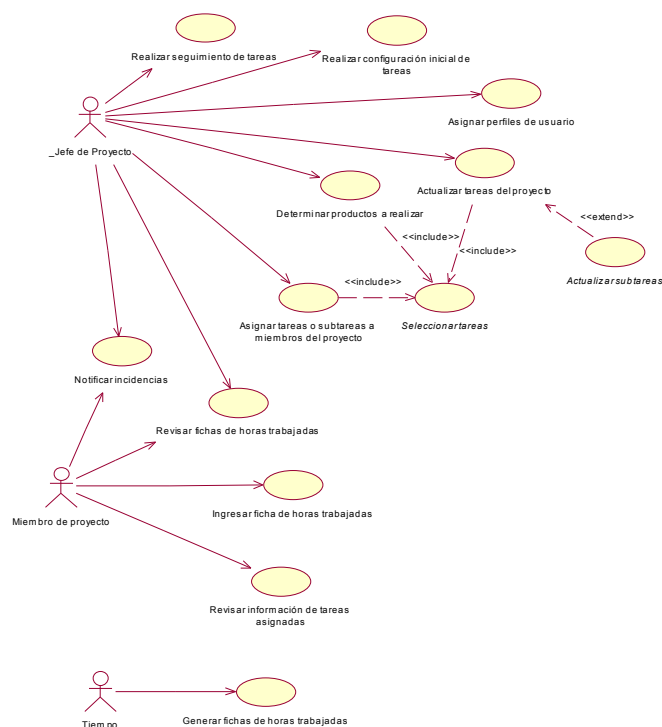 Realizar seguimiento de tareas
Realizar configuración inicial de
tareas
Asignar perfiles de usuario
_Jefe de Proyecto
Actualizar tareas del proyecto
Determinar productos a realizar
<<extend>>
<<include>>
<<include>>
Actualizar subtareas
<<include>>
Asignar tareas o subtareas a
miembros del proyecto
Seleccionar tareas
Notificar incidencias
Revisar fichas de horas trabajadas
Ingresar ficha de horas trabajadas
Miembro de proyecto
Revisar información de tareas
asignadas
Tiempo
Generar fichas de horas trabajadas